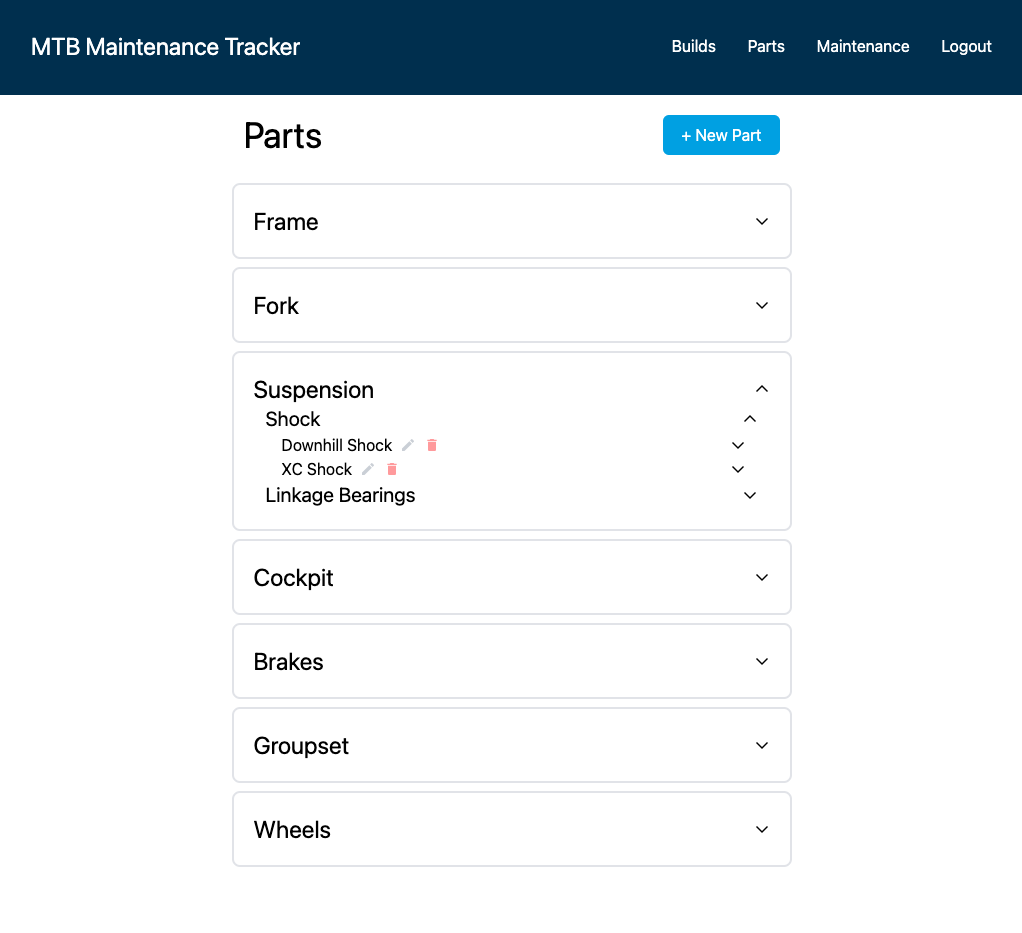 MTB Maintenance Tracker Builds Parts Maintenance Logout
Parts + New Part
Frame
Fork
Suspension
Shock
Downhill Shock
XC Shock
Linkage Bearings
Cockpit
Brakes
Groupset
Wheels